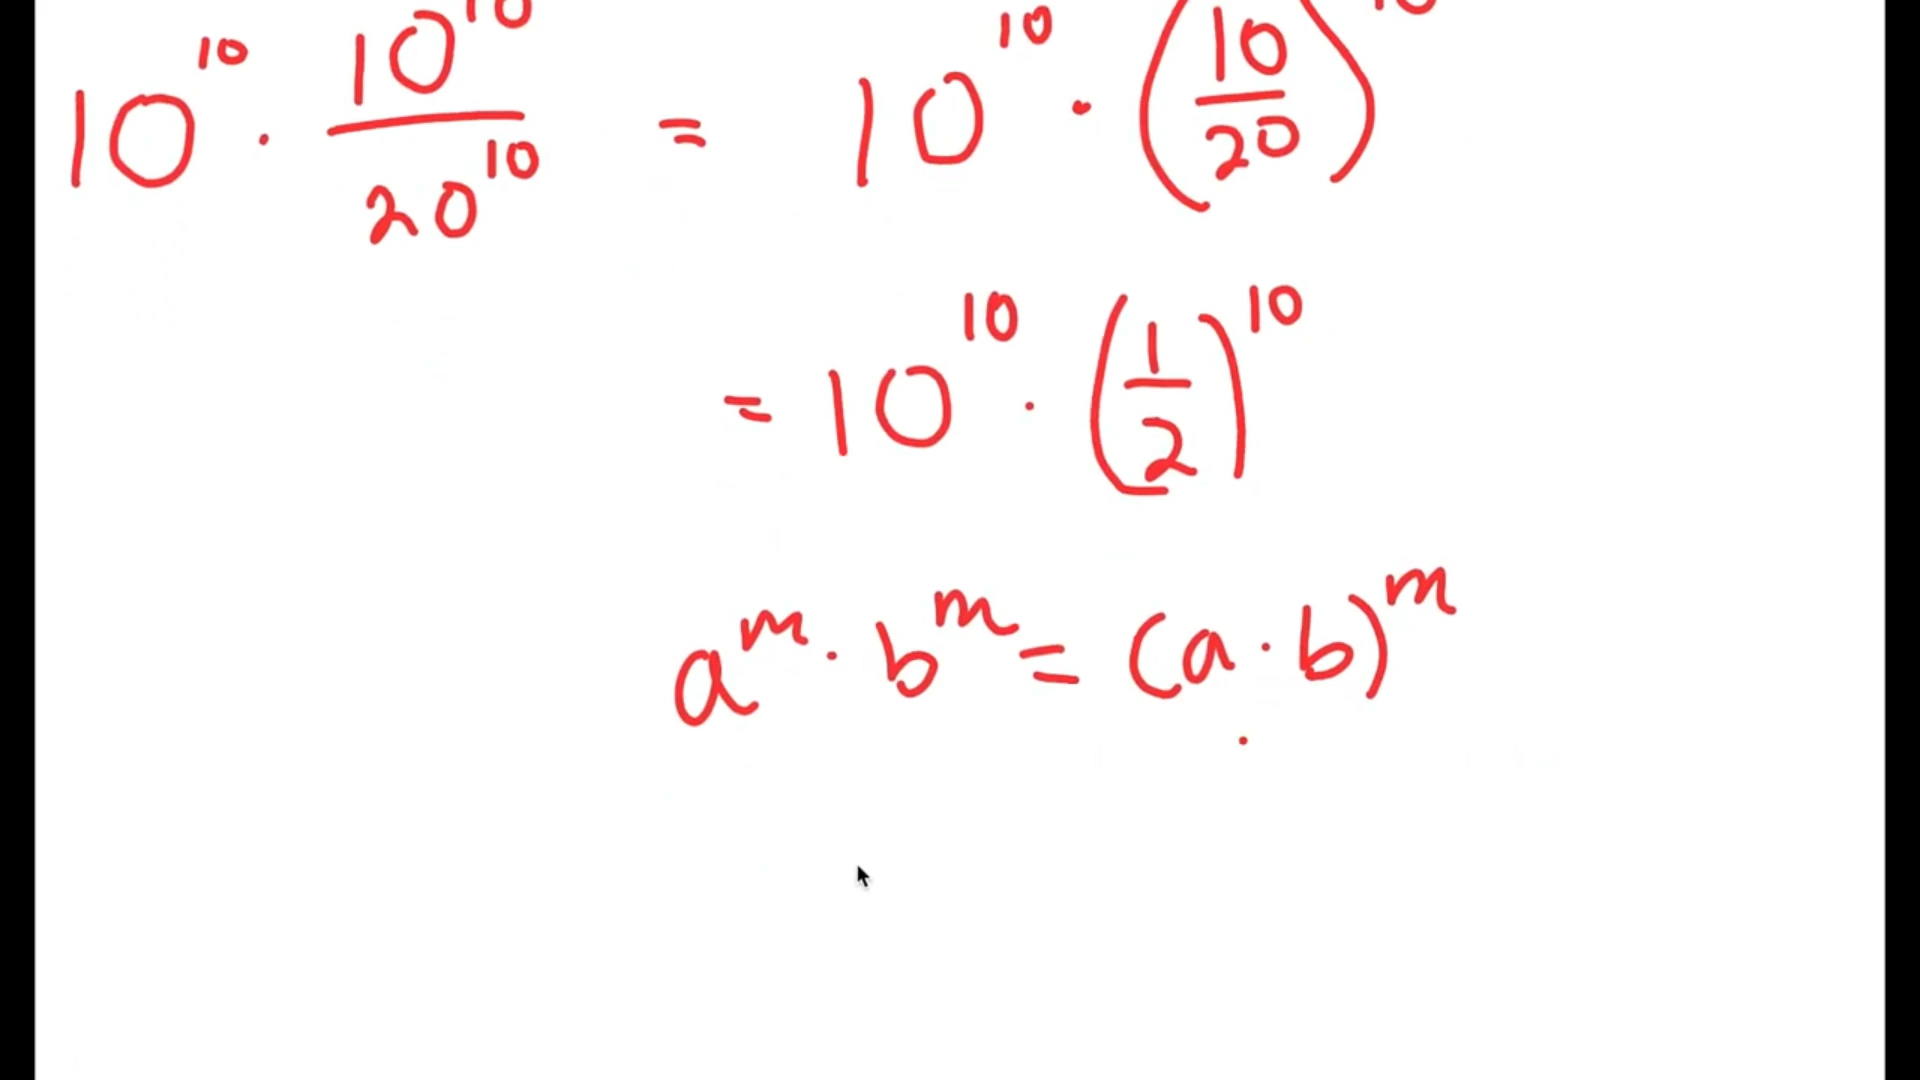 10^10 · 10^10/20^10 = 10^10 · (10/20)^10
= 10^10 · (1/2)^10
a^m · b^m = (a · b)^m